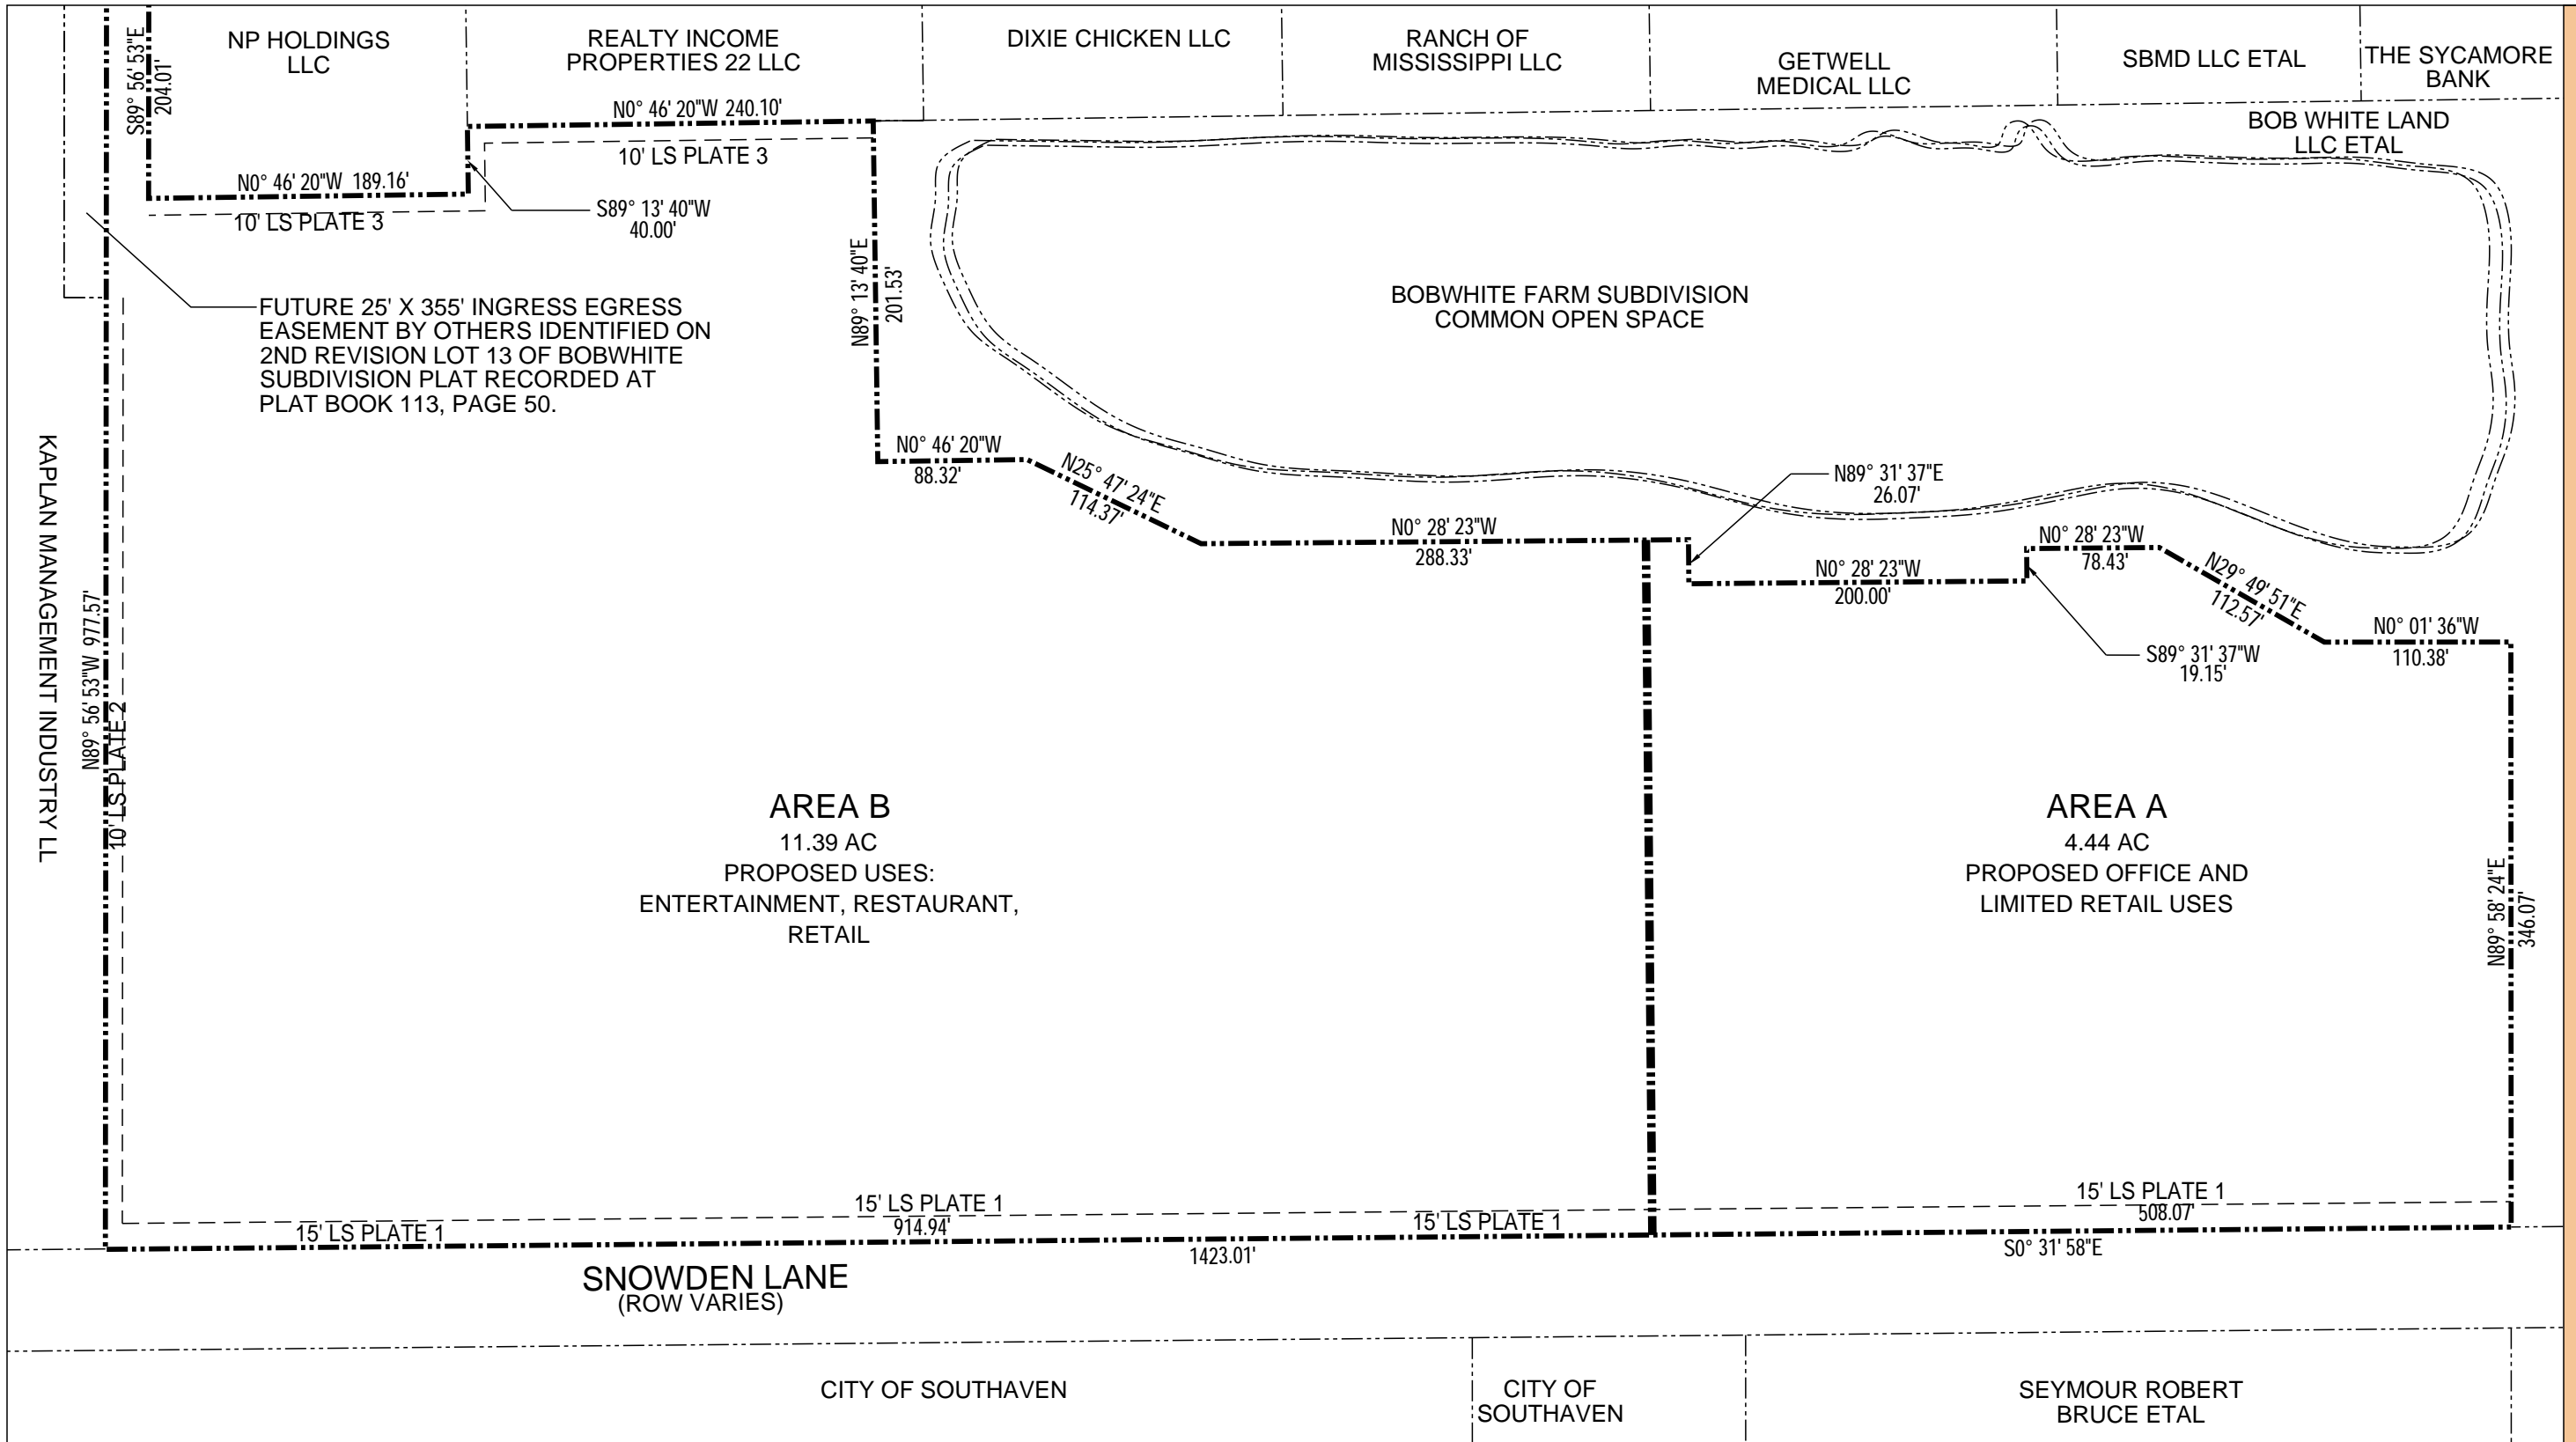 S89° 56' 53"E
204.01'
NP HOLDINGS
LLC
REALTY INCOME
PROPERTIES 22 LLC
DIXIE CHICKEN LLC
RANCH OF
MISSISSIPPI LLC
GETWELL
MEDICAL LLC
SBMD LLC ETAL
THE SYCAMORE
BANK
BOB WHITE LAND
LLC ETAL
N0° 46' 20"W 240.10'
10' LS PLATE 3
N0° 46' 20"W 189.16'
10' LS PLATE 3
S89° 13' 40"W
40.00'
N89° 13' 40"E
201.53'
FUTURE 25' X 355' INGRESS EGRESS
EASEMENT BY OTHERS IDENTIFIED ON
2ND REVISION LOT 13 OF BOBWHITE
SUBDIVISION PLAT RECORDED AT
PLAT BOOK 113, PAGE 50.
BOBWHITE FARM SUBDIVISION
COMMON OPEN SPACE
KAPLAN MANAGEMENT INDUSTRY LL
N89° 56' 53"W 977.57'
10' LS PLATE 2
N0° 46' 20"W
88.32'
N25° 47' 24"E
114.37'
N0° 28' 23"W
288.33'
N89° 31' 37"E
26.07'
N0° 28' 23"W
200.00'
N0° 28' 23"W
78.43'
S89° 31' 37"W
19.15'
N29° 49' 51"E
112.57'
N0° 01' 36"W
110.38'
AREA B
11.39 AC
PROPOSED USES:
ENTERTAINMENT, RESTAURANT,
RETAIL
AREA A
4.44 AC
PROPOSED OFFICE AND
LIMITED RETAIL USES
N89° 58' 24"E
346.07'
15' LS PLATE 1
15' LS PLATE 1
914.94'
15' LS PLATE 1
15' LS PLATE 1
508.07'
1423.01'
S0° 31' 58"E
SNOWDEN LANE
(ROW VARIES)
CITY OF SOUTHAVEN
CITY OF
SOUTHAVEN
SEYMOUR ROBERT
BRUCE ETAL